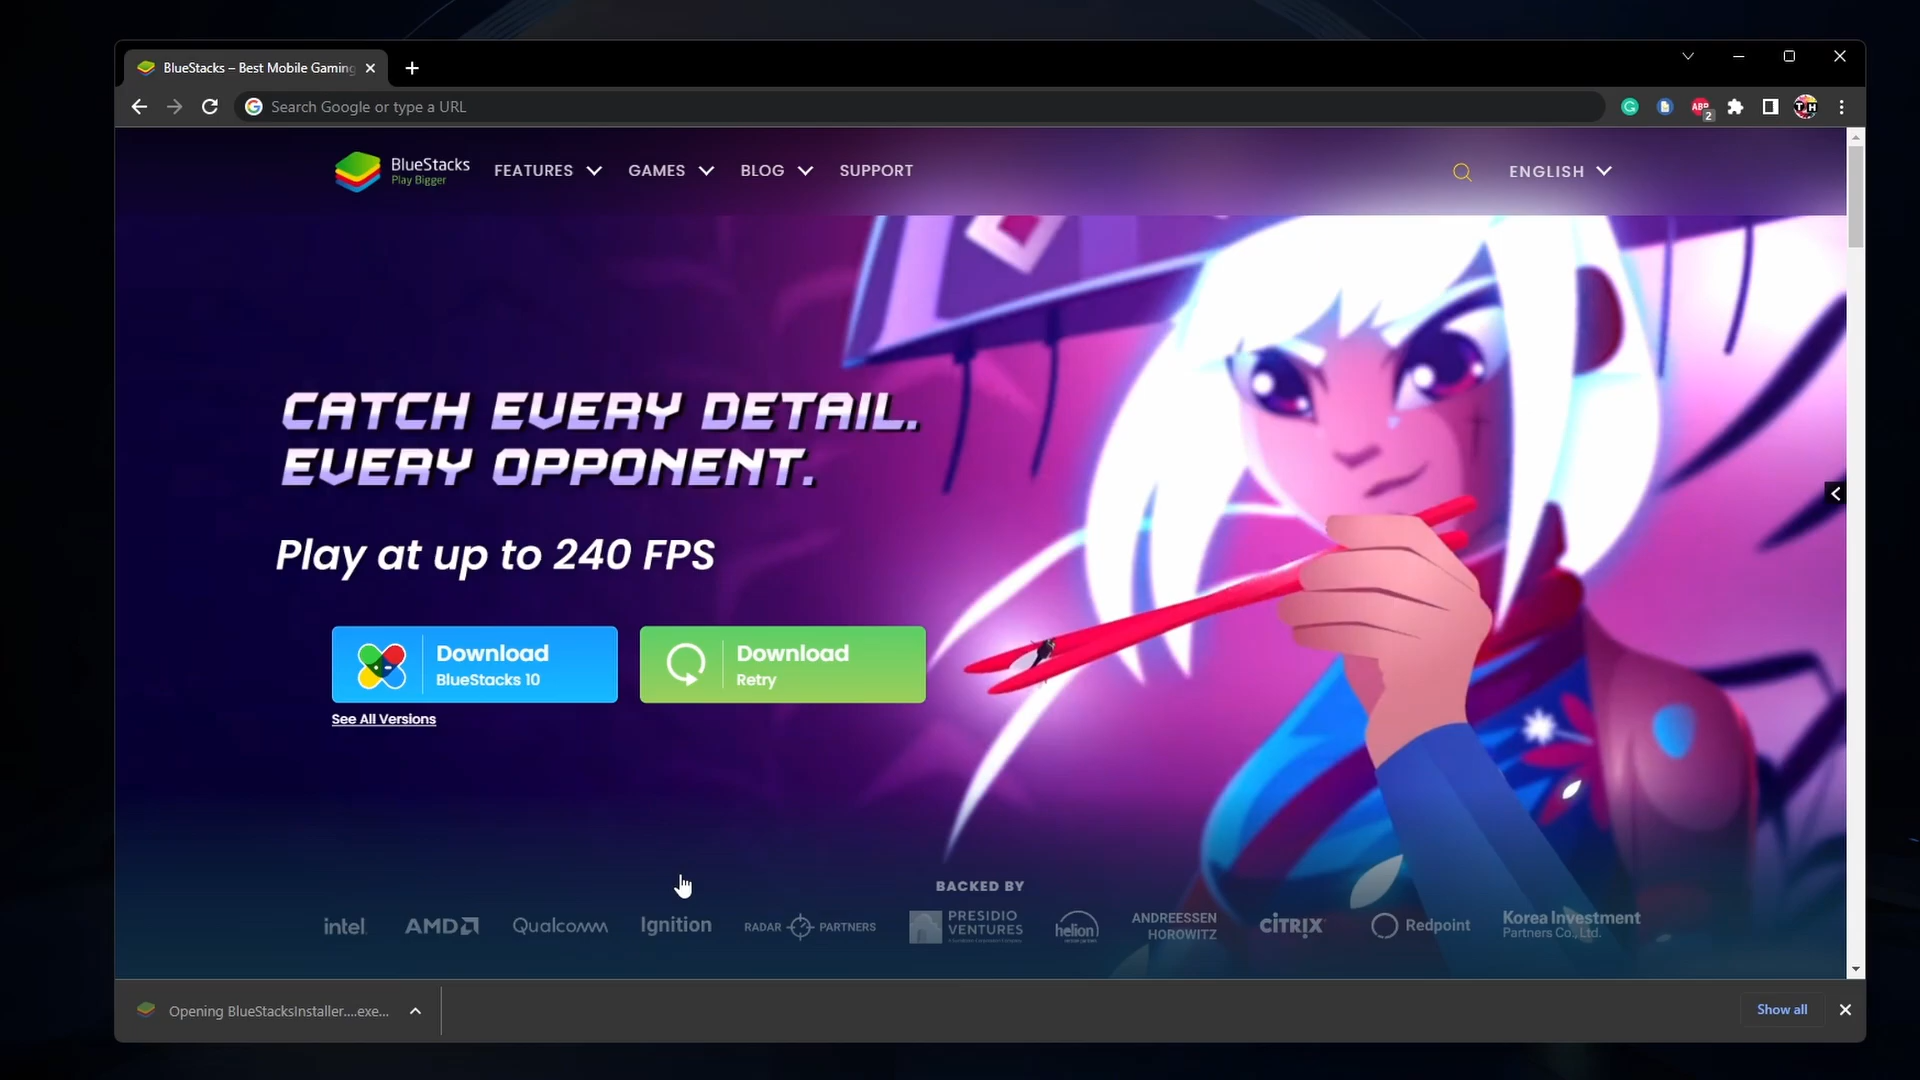 BlueStacks – Best Mobile Gaming
Search Google or type a URL
ABP
2
T H
BlueStacks
Play Bigger
FEATURES
GAMES
BLOG
SUPPORT
ENGLISH
CATCH EVERY DETAIL.
EVERY OPPONENT.
Play at up to 240 FPS
Download
BlueStacks 10
Download
Retry
See All Versions
BACKED BY
intel.
AMD
Qualcomm
Ignition
RADAR PARTNERS
PRESIDIO
VENTURES
helion
ANDREESSEN
HOROWITZ
CITRIX
Redpoint
Korea Investment
Partners Co., Ltd.
Opening BlueStacksInstaller....exe...
Show all